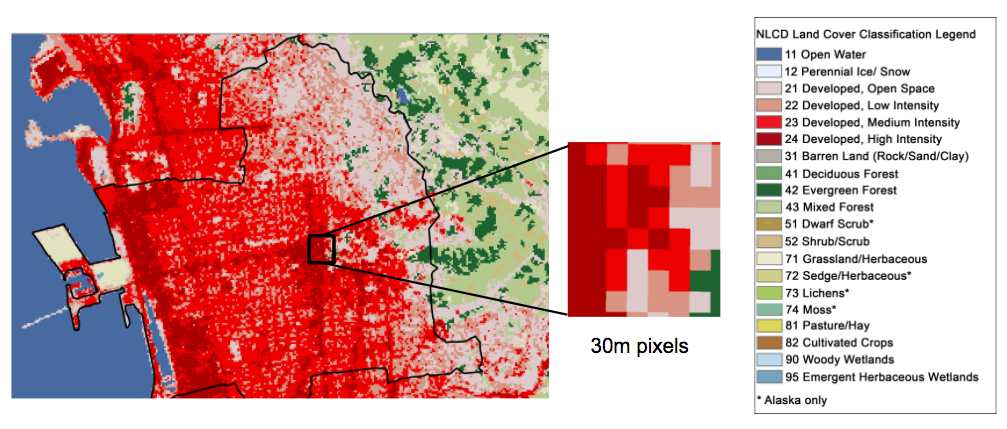 NLCD Land Cover Classification Legend
11 Open Water
12 Perennial Ice/ Snow
21 Developed, Open Space
22 Developed, Low Intensity
23 Developed, Medium Intensity
24 Developed, High Intensity
31 Barren Land (Rock/Sand/Clay)
41 Deciduous Forest
42 Evergreen Forest
43 Mixed Forest
51 Dwarf Scrub*
52 Shrub/Scrub
71 Grassland/Herbaceous
72 Sedge/Herbaceous*
73 Lichens*
74 Moss*
81 Pasture/Hay
82 Cultivated Crops
90 Woody Wetlands
95 Emergent Herbaceous Wetlands
* Alaska only
30m pixels